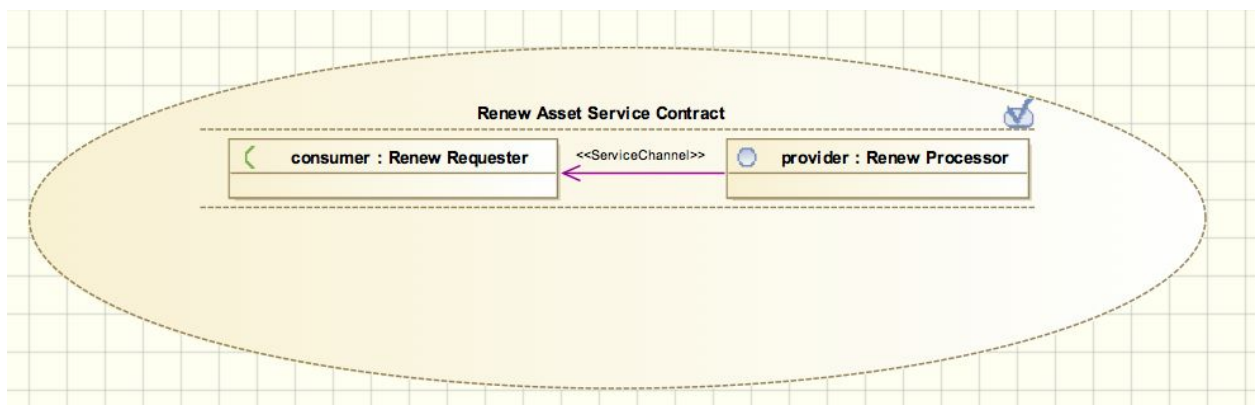 Renew Asset Service Contract
consumer : Renew Requester
<<ServiceChannel>>
provider : Renew Processor